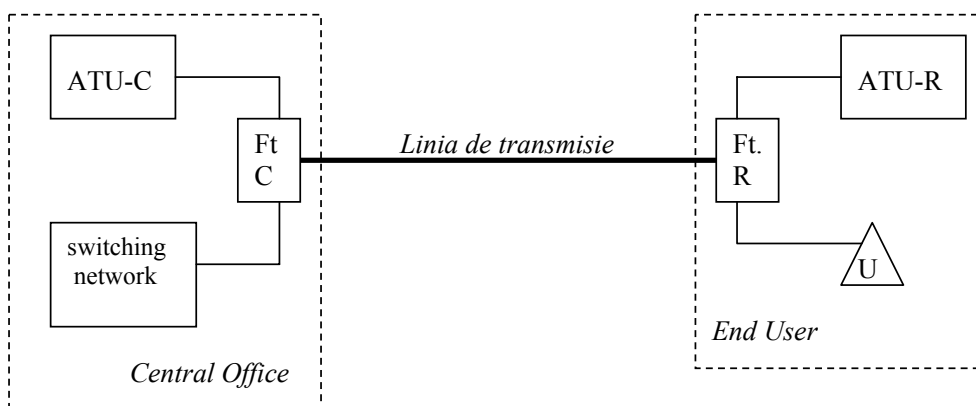 ATU-C
Ft
C
switching
network
Central Office
Linia de transmisie
ATU-R
Ft.
R
U
End User